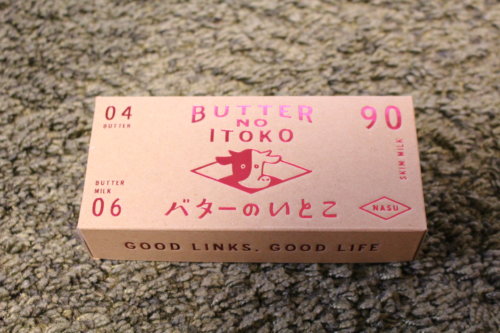 04
BUTTER
BUTTER
NO
ITOKO
90
SKIM MILK
BUTTER
MILK
06
バターのいとこ
NASU
GOOD LINKS. GOOD LIFE